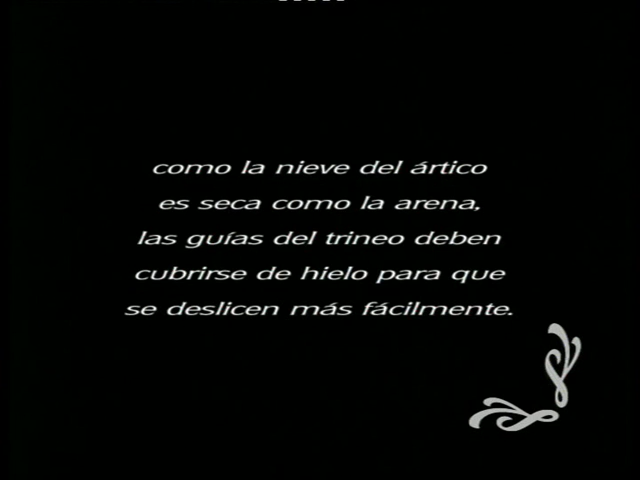 como la nieve del ártico
es seca como la arena,
las guías del trineo deben
cubrirse de hielo para que
se deslicen más fácilmente.